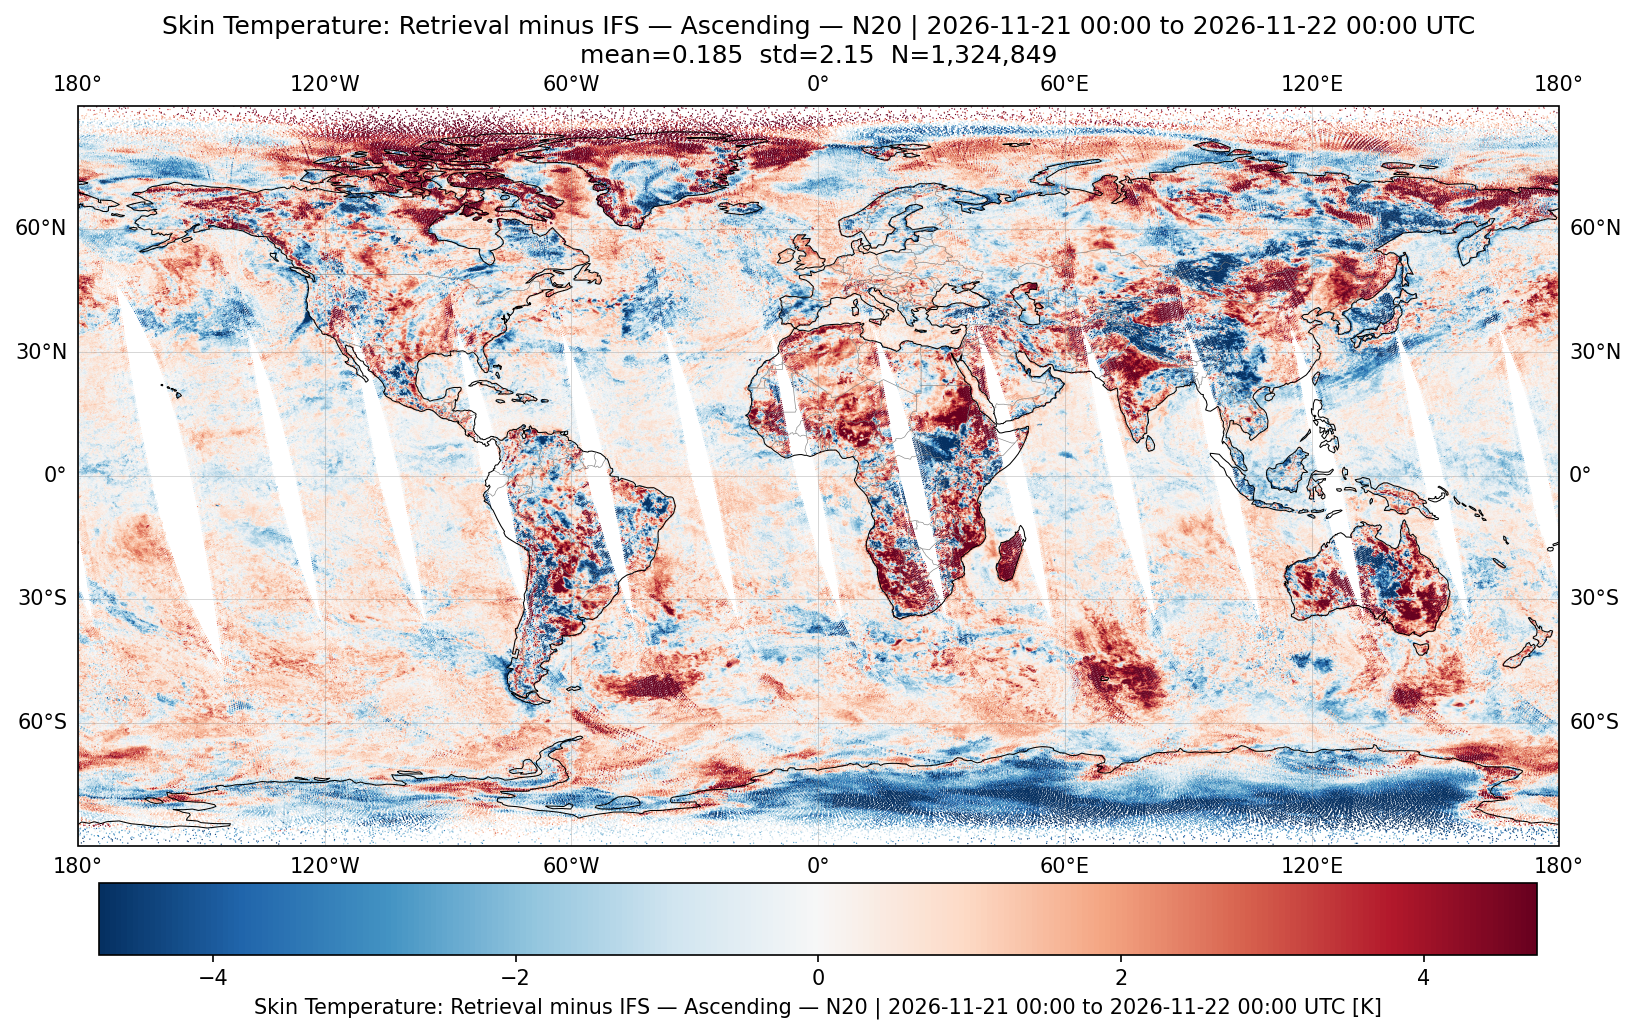 Skin Temperature: Retrieval minus IFS — Ascending — N20 | 2026-11-21 00:00 to 2026-11-22 00:00 UTC
mean=0.185  std=2.15  N=1,324,849
180° 120°W 60°W 0° 60°E 120°E 180°
60°N 60°N
30°N 30°N
0° 0°
30°S 30°S
60°S 60°S
180° 120°W 60°W 0° 60°E 120°E 180°
−4 −2 0 2 4
Skin Temperature: Retrieval minus IFS — Ascending — N20 | 2026-11-21 00:00 to 2026-11-22 00:00 UTC [K]